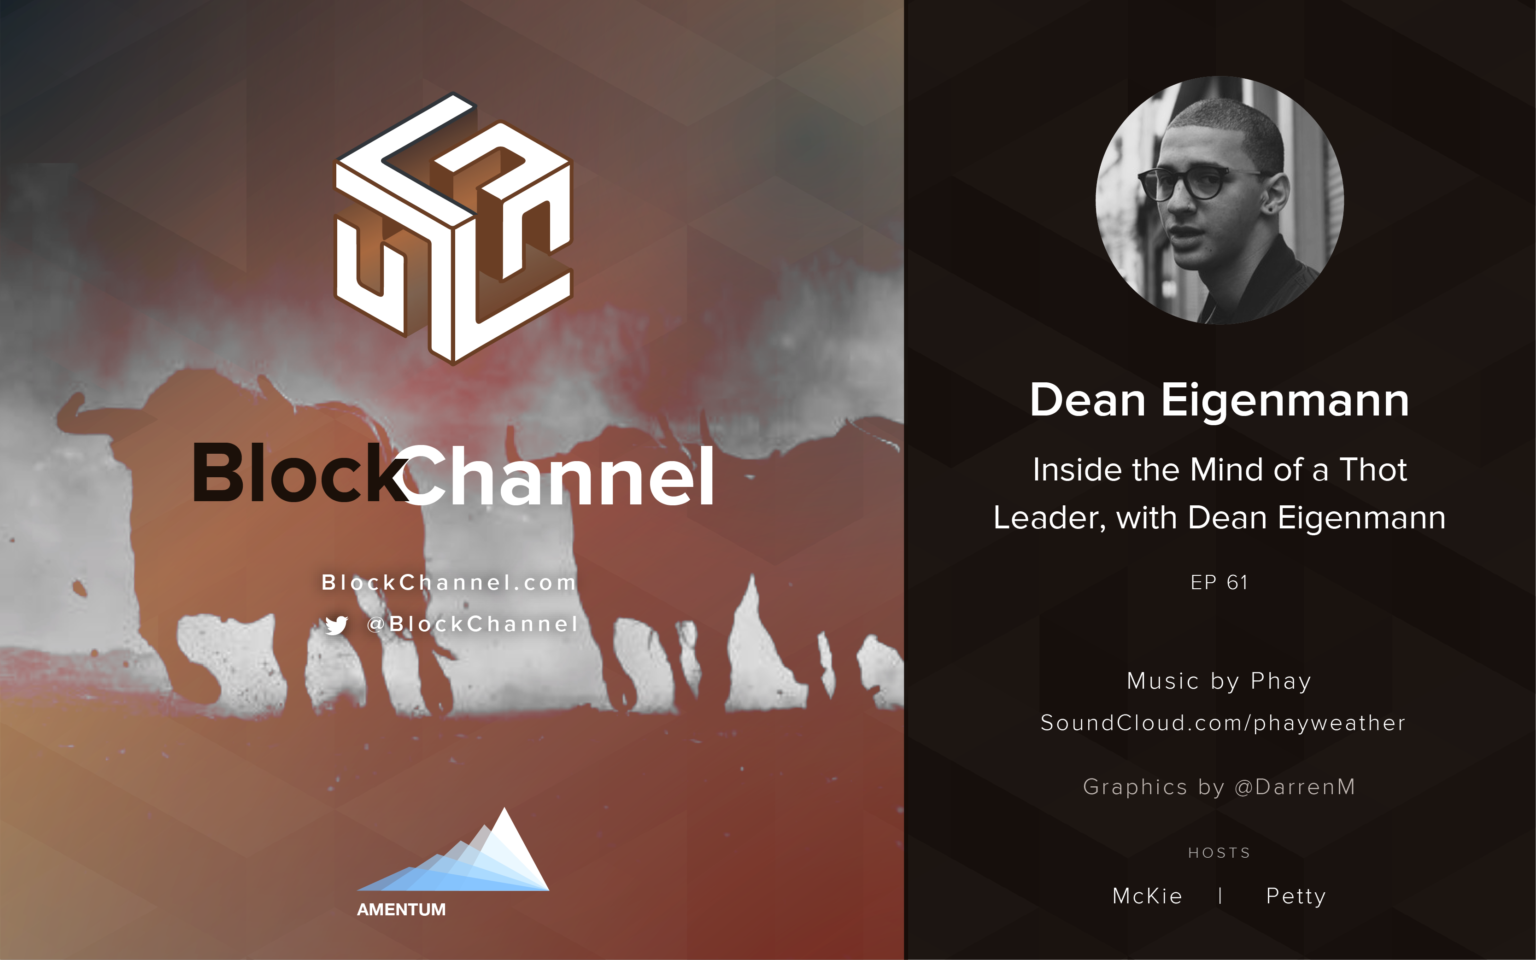 BlockChannel
BlockChannel.com
@BlockChannel
AMENTUM
Dean Eigenmann
Inside the Mind of a Thot
Leader, with Dean Eigenmann
EP 61
Music by Phay
SoundCloud.com/phayweather
Graphics by @DarrenM
HOSTS
McKie | Petty